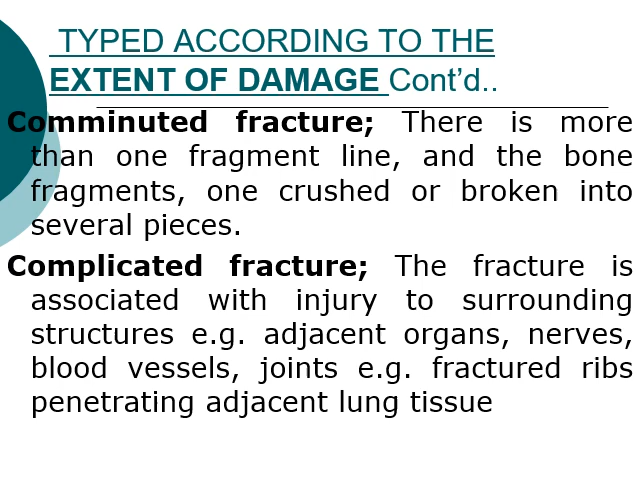 TYPED ACCORDING TO THE
EXTENT OF DAMAGE Cont’d..
Comminuted fracture; There is more
than one fragment line, and the bone
fragments, one crushed or broken into
several pieces.
Complicated fracture; The fracture is
associated with injury to surrounding
structures e.g. adjacent organs, nerves,
blood vessels, joints e.g. fractured ribs
penetrating adjacent lung tissue